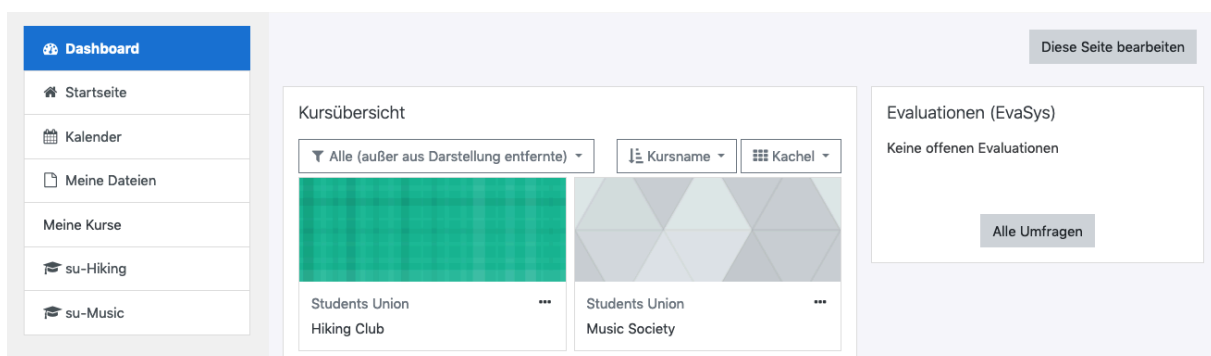 Dashboard
Startseite
Kalender
Meine Dateien
Meine Kurse
su-Hiking
su-Music
Diese Seite bearbeiten
Kursübersicht
Alle (außer aus Darstellung entfernte)
Kursname
Kachel
Students Union
Hiking Club
Students Union
Music Society
Evaluationen (EvaSys)
Keine offenen Evaluationen
Alle Umfragen